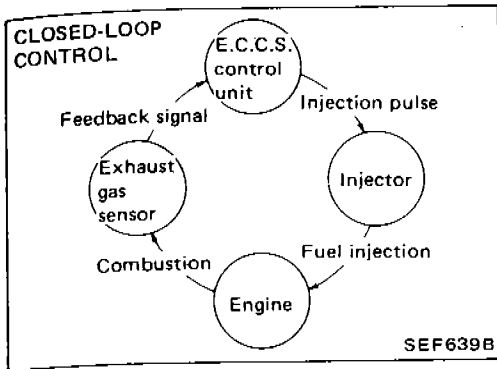 CLOSED-LOOP
CONTROL
E.C.C.S.
control
unit
Feedback signal
Injection pulse
Exhaust
gas
sensor
Injector
Combustion
Fuel injection
Engine
SEF639B